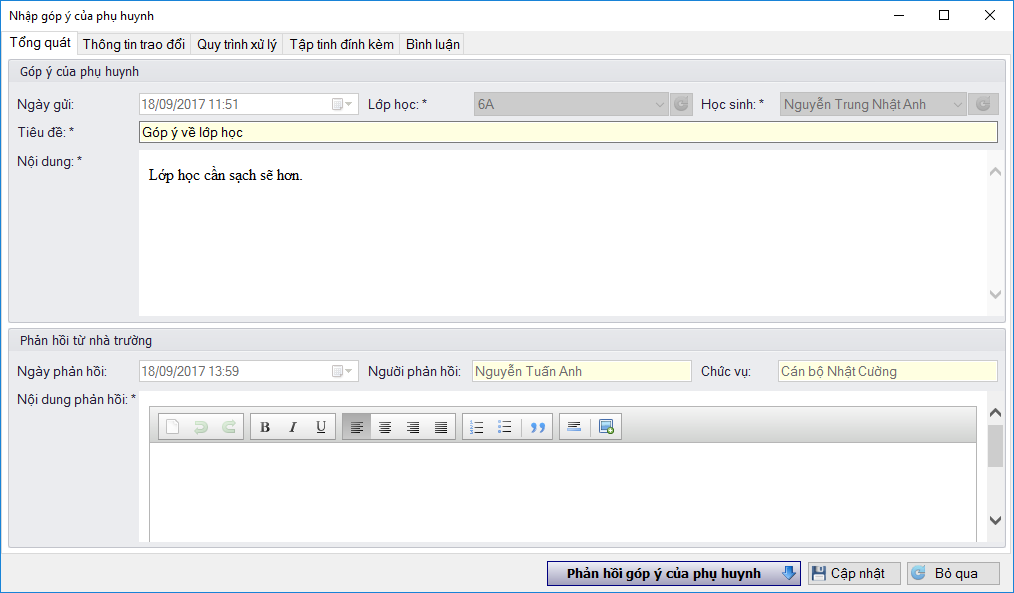 Nhập góp ý của phụ huynh
Tổng quát Thông tin trao đổi Quy trình xử lý Tập tinh đính kèm Bình luận
Góp ý của phụ huynh
Ngày gửi: 18/09/2017 11:51 Lớp học: * 6A Học sinh: * Nguyễn Trung Nhật Anh
Tiêu đề: * Góp ý về lớp học
Nội dung: *
Lớp học cần sạch sẽ hơn.
Phản hồi từ nhà trường
Ngày phản hồi: 18/09/2017 13:59 Người phản hồi: Nguyễn Tuấn Anh Chức vụ: Cán bộ Nhật Cường
Nội dung phản hồi: *
B I U
Phản hồi góp ý của phụ huynh Cập nhật Bỏ qua